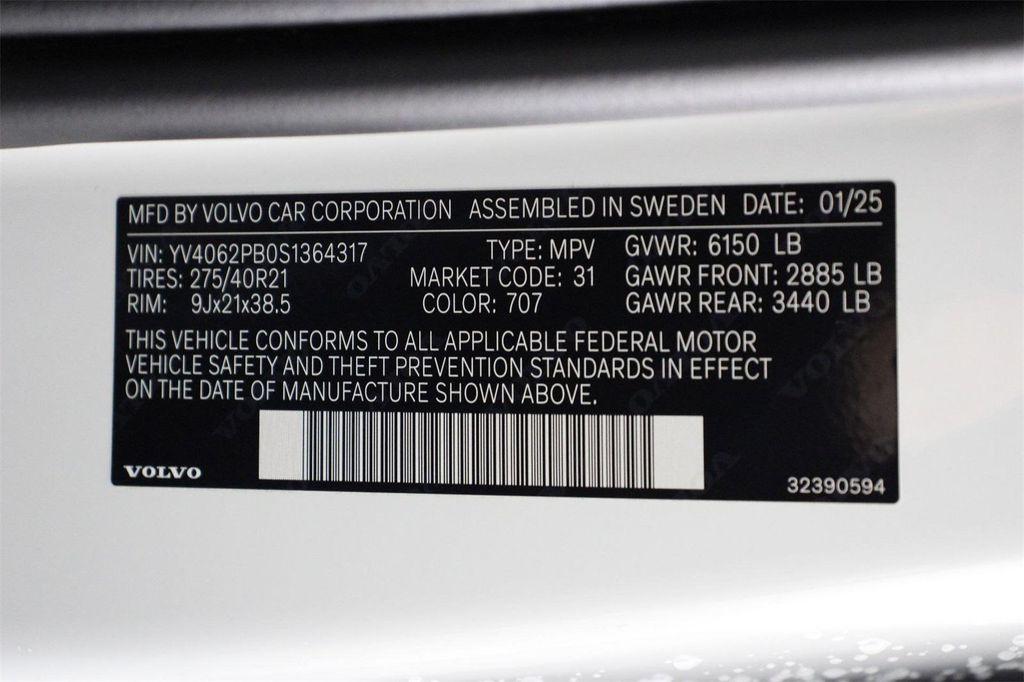 MFD BY VOLVO CAR CORPORATION ASSEMBLED IN SWEDEN DATE: 01/25
VIN: YV4062PB0S1364317 TYPE: MPV GVWR: 6150 LB
TIRES: 275/40R21 MARKET CODE: 31 GAWR FRONT: 2885 LB
RIM: 9Jx21x38.5 COLOR: 707 GAWR REAR: 3440 LB
THIS VEHICLE CONFORMS TO ALL APPLICABLE FEDERAL MOTOR
VEHICLE SAFETY AND THEFT PREVENTION STANDARDS IN EFFECT
ON THE DATE OF MANUFACTURE SHOWN ABOVE.
VOLVO 32390594